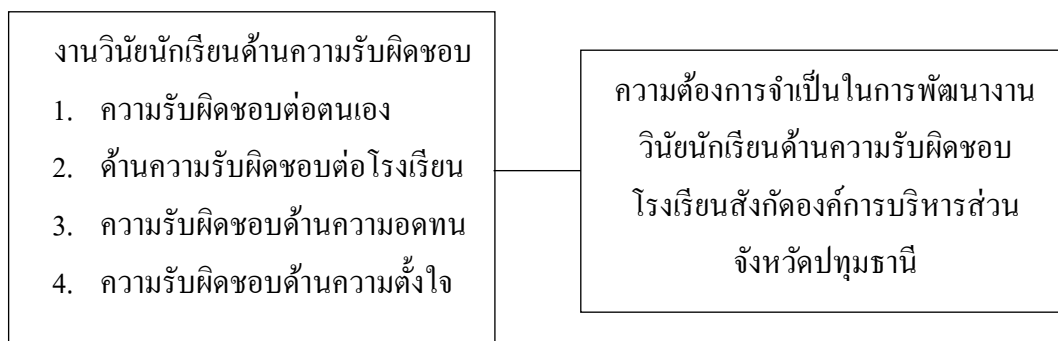 งานวินัยนักเรียนด้านความรับผิดชอบ
1. ความรับผิดชอบต่อตนเอง
2. ด้านความรับผิดชอบต่อโรงเรียน
3. ความรับผิดชอบด้านความอดทน
4. ความรับผิดชอบด้านความตั้งใจ
ความต้องการจำเป็นในการพัฒนางาน
วินัยนักเรียนด้านความรับผิดชอบ
โรงเรียนสังกัดองค์การบริหารส่วน
จังหวัดปทุมธานี